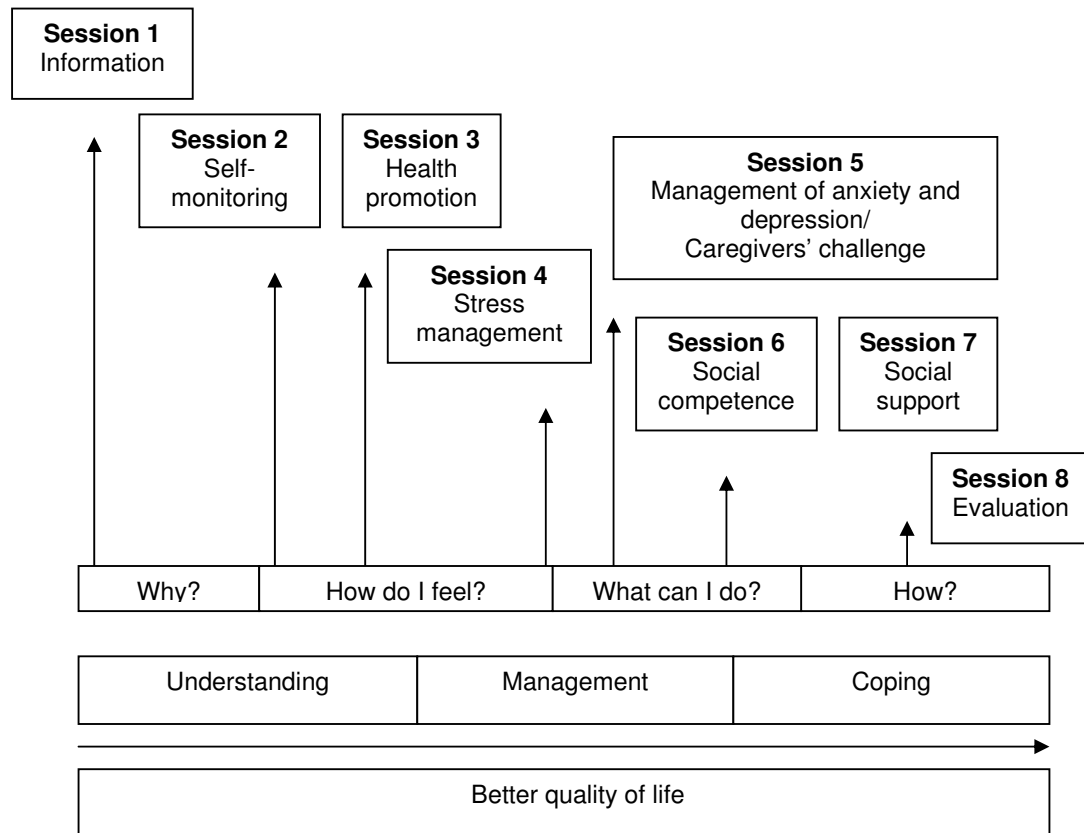 Session 1
Information
Session 2
Self-
monitoring
Session 3
Health
promotion
Session 4
Stress
management
Session 5
Management of anxiety and
depression/
Caregivers’ challenge
Session 6
Social
competence
Session 7
Social
support
Session 8
Evaluation
Why?
How do I feel?
What can I do?
How?
Understanding
Management
Coping
Better quality of life